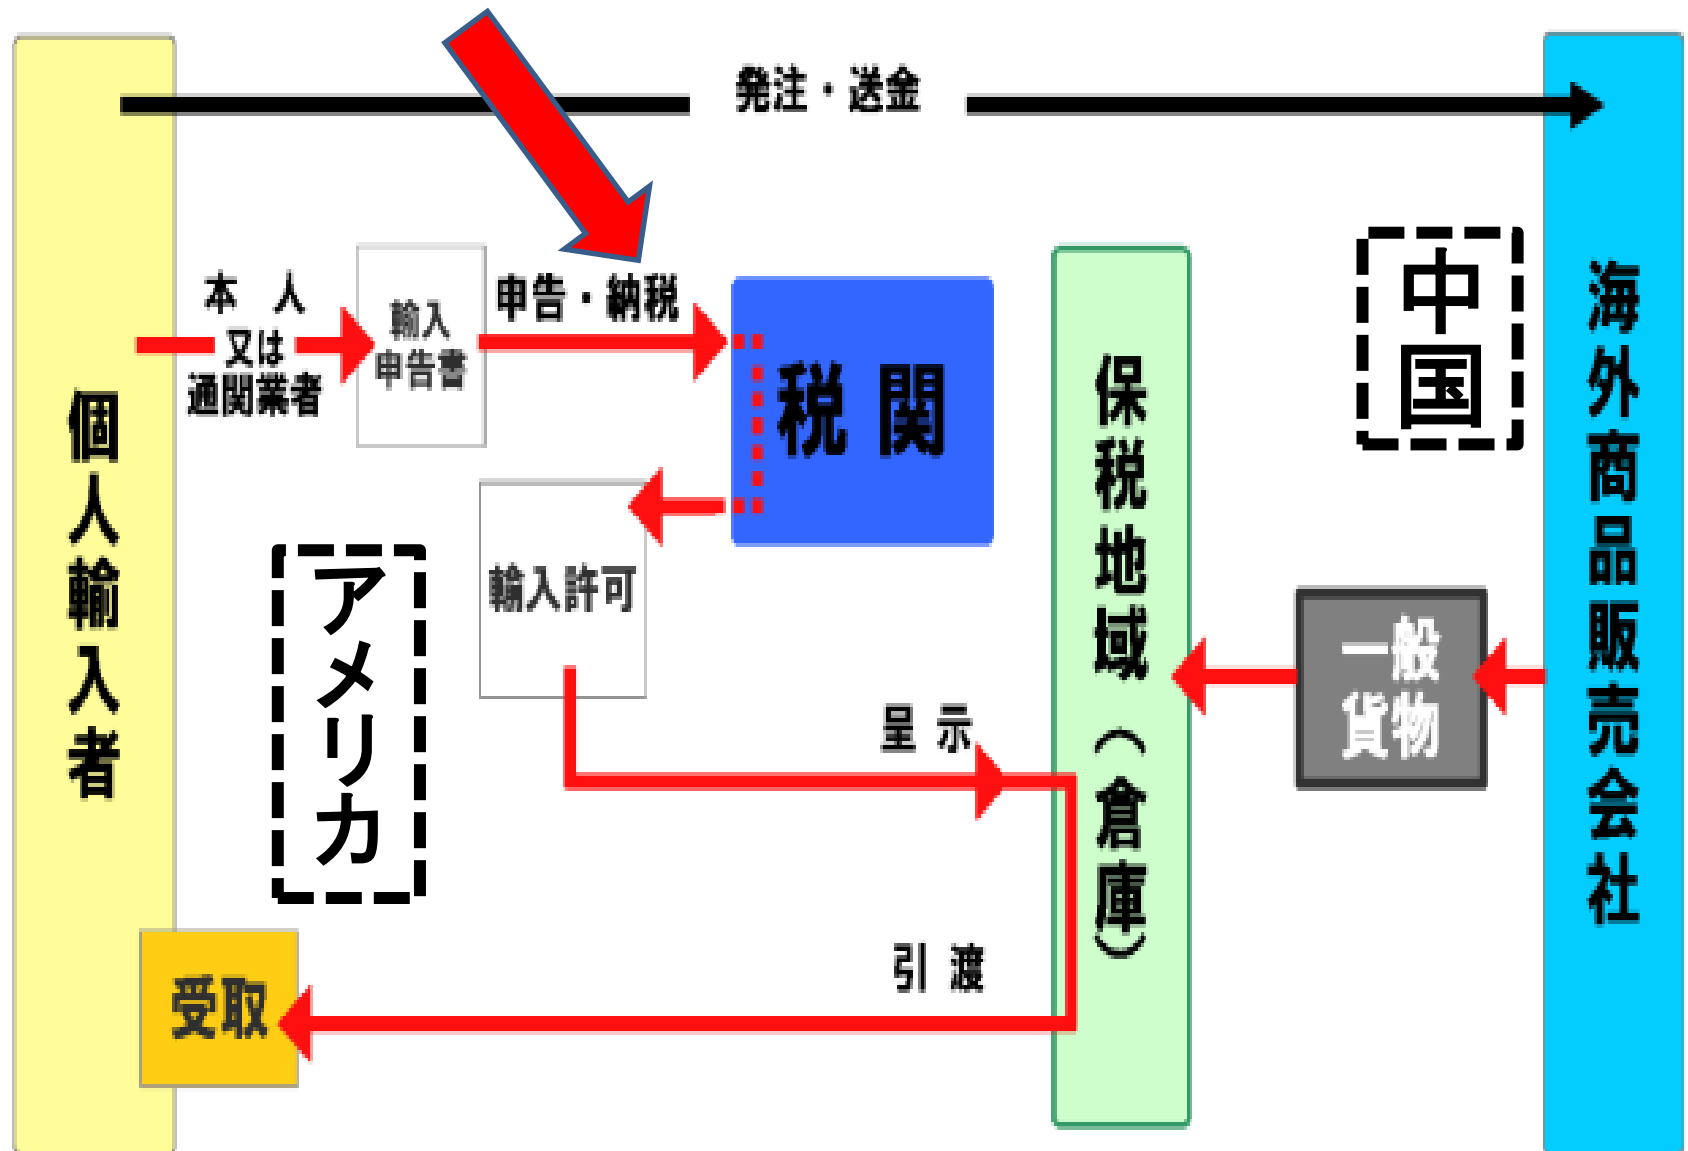 発注・送金
個人輸入者
本 人
又は
通関業者
輸入
申告書
申告・納税
税 関
輸入許可
アメリカ
呈 示
引 渡
受取
保税地域（倉庫）
中国
一般
貨物
海外商品販売会社